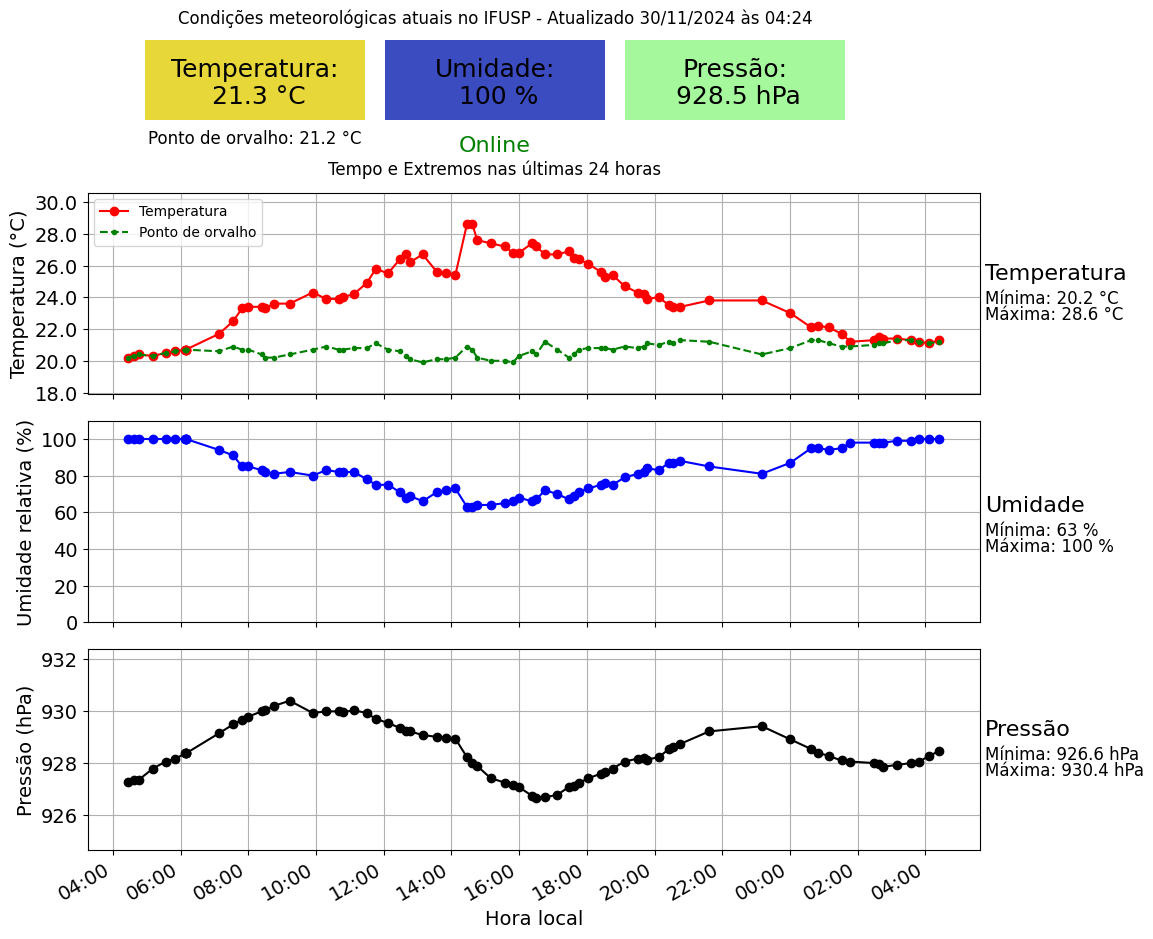 Condições meteorológicas atuais no IFUSP - Atualizado 30/11/2024 às 04:24
Temperatura:
21.3 °C
Umidade:
100 %
Pressão:
928.5 hPa
Ponto de orvalho: 21.2 °C
Online
Tempo e Extremos nas últimas 24 horas
Temperatura (°C)
30.0
28.0
26.0
24.0
22.0
20.0
18.0
Temperatura
Ponto de orvalho
Temperatura
Mínima: 20.2 °C
Máxima: 28.6 °C
Umidade relativa (%)
100
80
60
40
20
0
Umidade
Mínima: 63 %
Máxima: 100 %
Pressão (hPa)
932
930
928
926
Pressão
Mínima: 926.6 hPa
Máxima: 930.4 hPa
04:00 06:00 08:00 10:00 12:00 14:00 16:00 18:00 20:00 22:00 00:00 02:00 04:00
Hora local